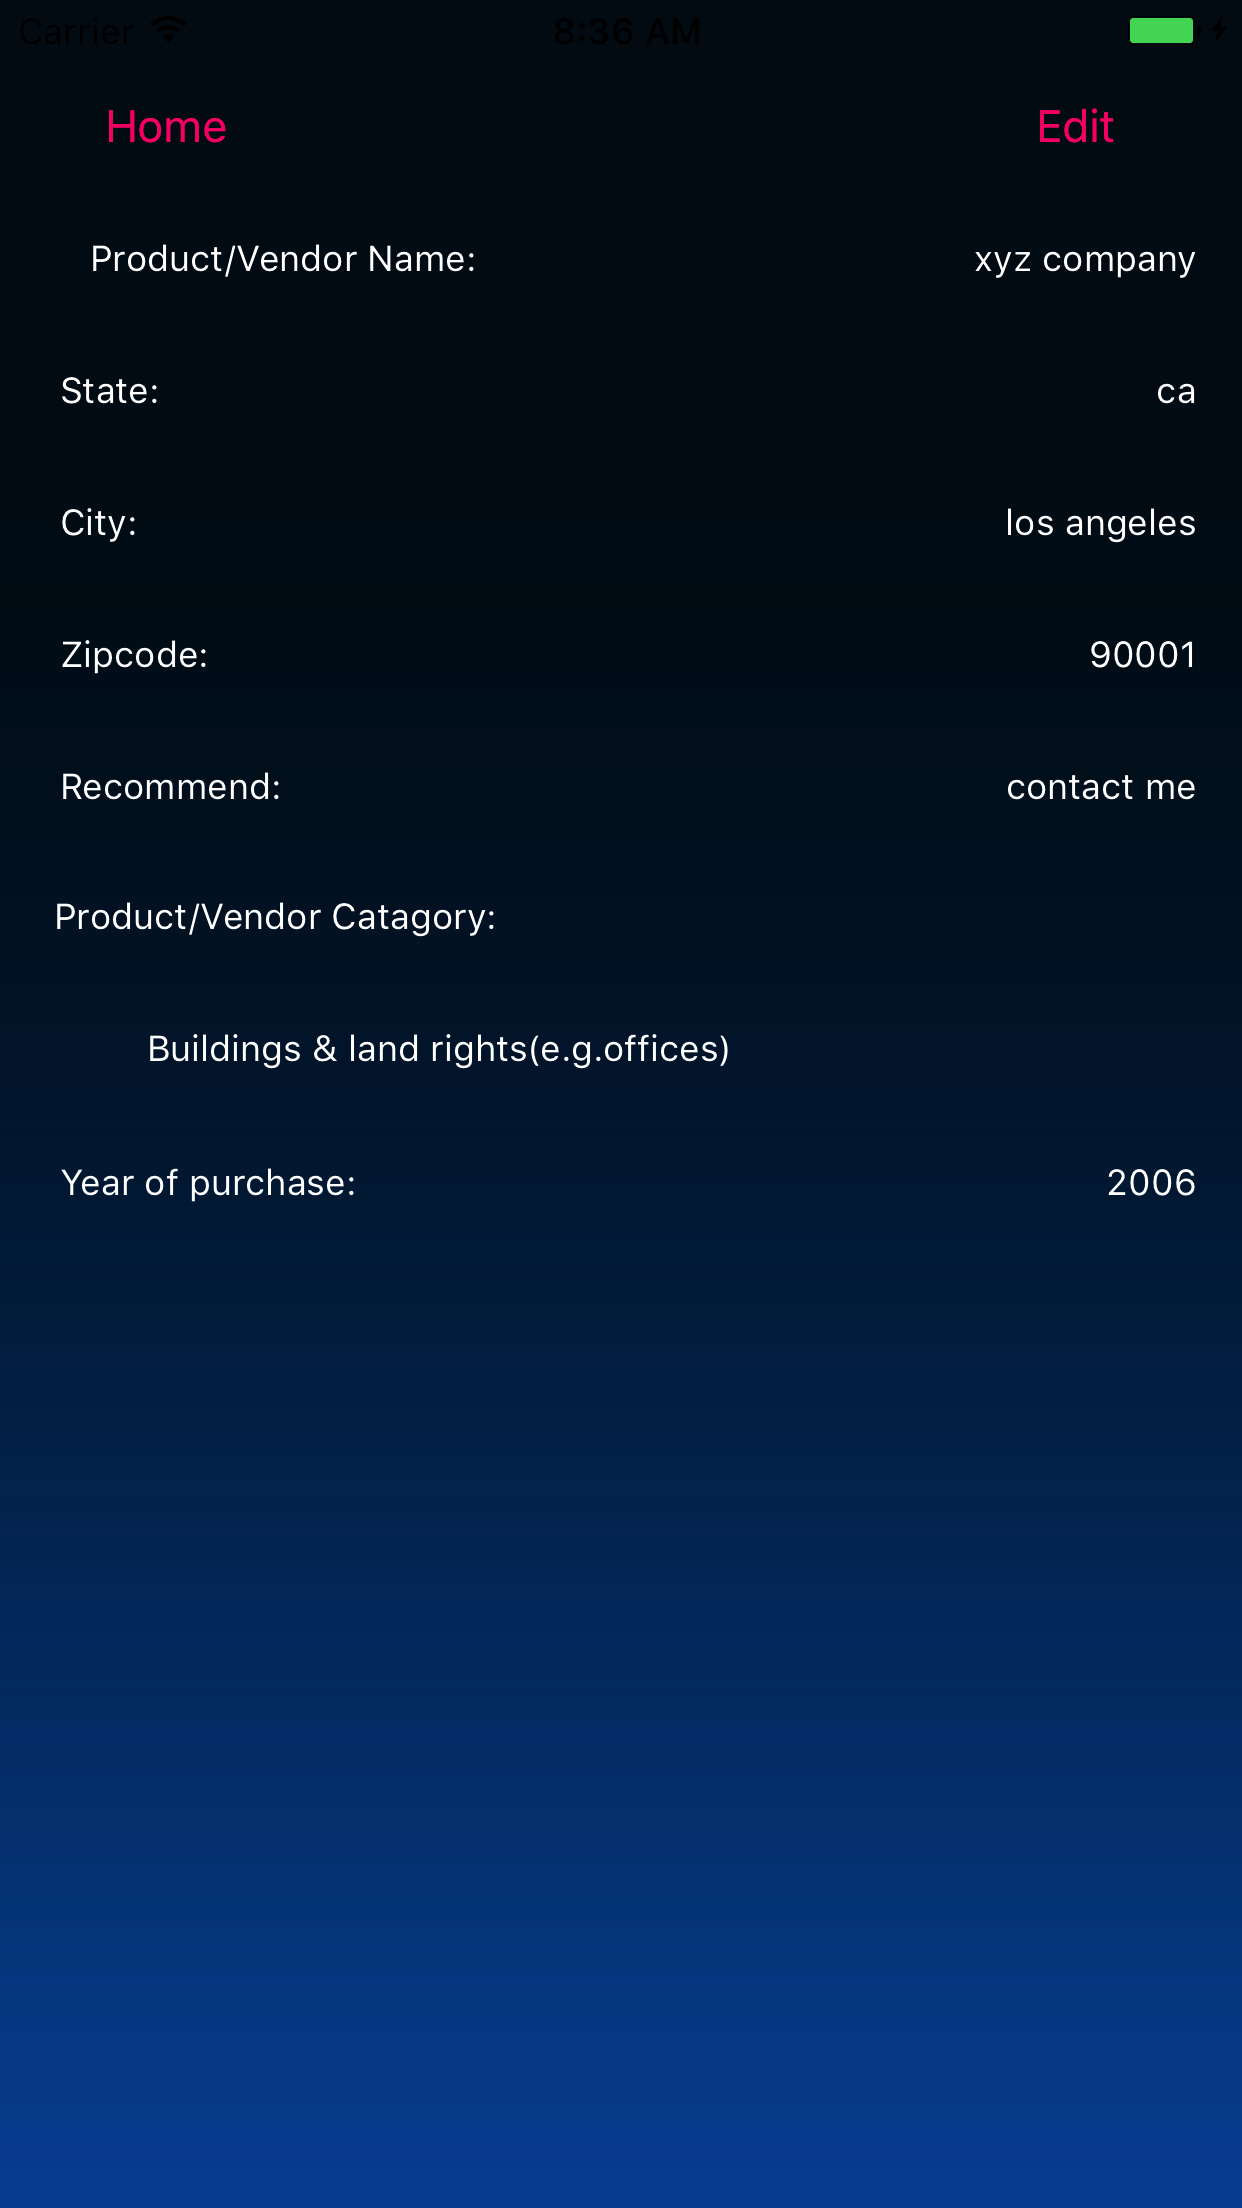 Carrier 8:36 AM
Home Edit
Product/Vendor Name: xyz company
State: ca
City: los angeles
Zipcode: 90001
Recommend: contact me
Product/Vendor Catagory:
Buildings & land rights(e.g.offices)
Year of purchase: 2006